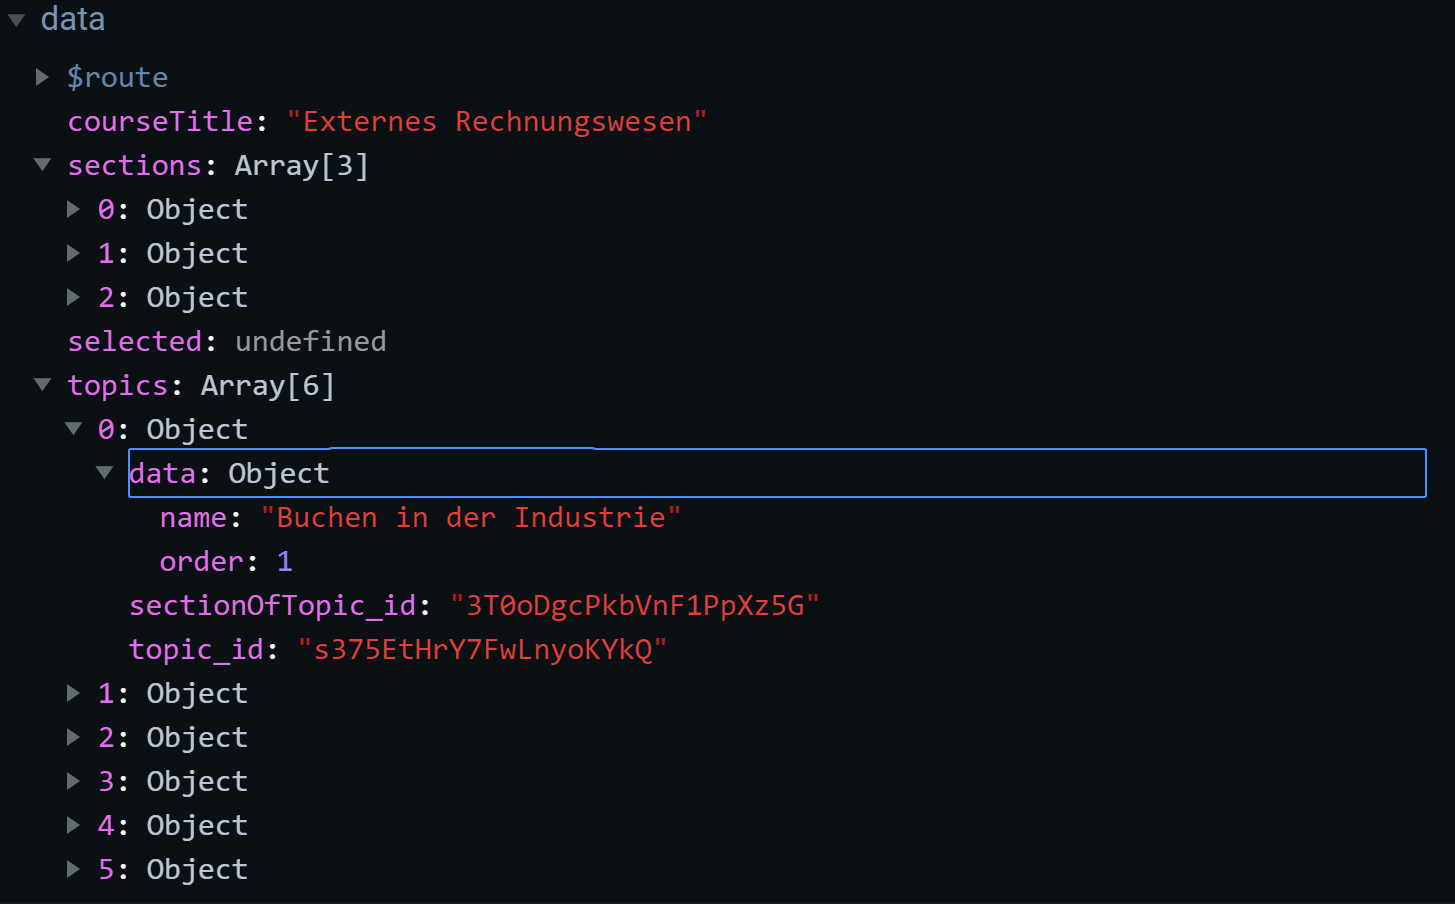 data
$route
courseTitle: "Externes Rechnungswesen"
sections: Array[3]
0: Object
1: Object
2: Object
selected: undefined
topics: Array[6]
0: Object
data: Object
name: "Buchen in der Industrie"
order: 1
sectionOfTopic_id: "3T0oDgcPkbVnF1PpXz5G"
topic_id: "s375EtHrY7FwLnyoKYkQ"
1: Object
2: Object
3: Object
4: Object
5: Object